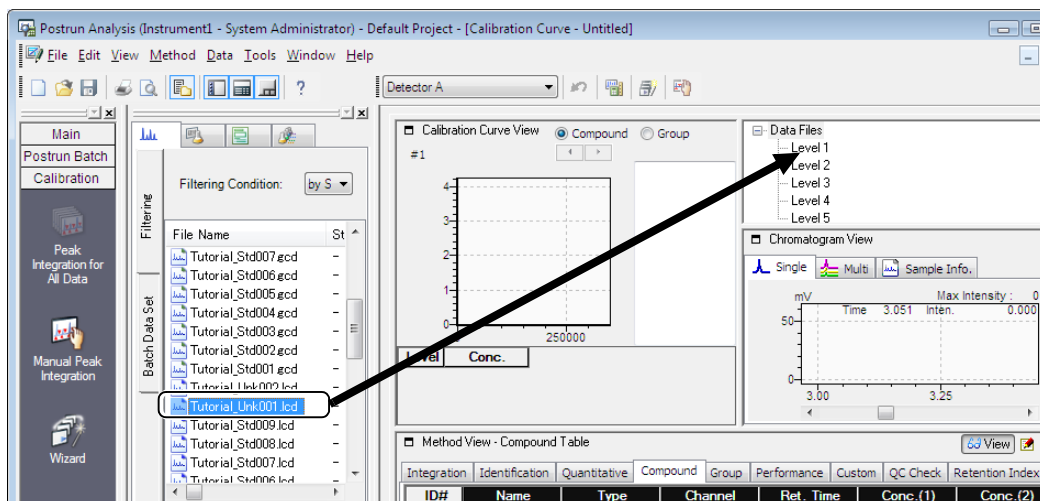 Postrun Analysis (Instrument1 - System Administrator) - Default Project - [Calibration Curve - Untitled]
File Edit View Method Data Tools Window Help
Detector A
Main
Postrun Batch
Calibration
Peak
Integration for
All Data
Manual Peak
Integration
Wizard
Filtering
Batch Data Set
Filtering Condition: by S
File Name St
Tutorial_Std007.gcd -
Tutorial_Std006.gcd -
Tutorial_Std005.gcd -
Tutorial_Std004.gcd -
Tutorial_Std003.gcd -
Tutorial_Std002.gcd -
Tutorial_Std001.gcd -
Tutorial_Unk002.lcd -
Tutorial_Unk001.lcd -
Tutorial_Std009.lcd -
Tutorial_Std008.lcd -
Tutorial_Std007.lcd -
Tutorial_Std006.lcd -
Calibration Curve View Compound Group
#1
4
3
2
1
0
250000
Level Conc.
Data Files
Level 1
Level 2
Level 3
Level 4
Level 5
Chromatogram View
Single Multi Sample Info.
mV Max Intensity : 0
Time 3.051 Inten. 0.000
50
0
3.00 3.25
Method View - Compound Table View
Integration Identification Quantitative Compound Group Performance Custom QC Check Retention Index
ID# Name Type Channel Ret. Time Conc.(1) Conc.(2)